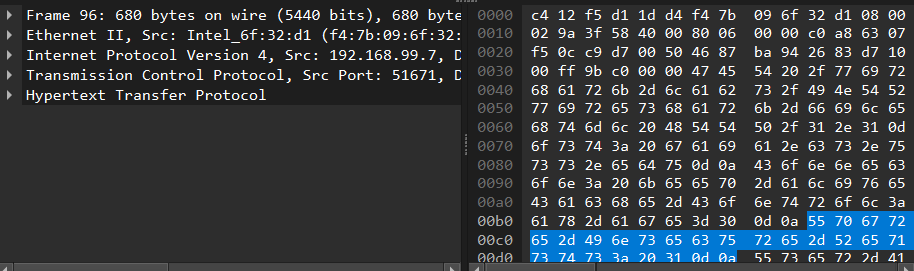 Frame 96: 680 bytes on wire (5440 bits), 680 byte
Ethernet II, Src: Intel_6f:32:d1 (f4:7b:09:6f:32:
Internet Protocol Version 4, Src: 192.168.99.7, D
Transmission Control Protocol, Src Port: 51671, D
Hypertext Transfer Protocol
0000 c4 12 f5 d1 1d d4 f4 7b 09 6f 32 d1 08 00
0010 02 9a 3f 58 40 00 80 06 00 00 c0 a8 63 07
0020 f5 0c c9 d7 00 50 46 87 ba 94 26 83 d7 10
0030 00 ff 9b c0 00 00 47 45 54 20 2f 77 69 72
0040 68 61 72 6b 2d 6c 61 62 73 2f 49 4e 54 52
0050 77 69 72 65 73 68 61 72 6b 2d 66 69 6c 65
0060 68 74 6d 6c 20 48 54 54 50 2f 31 2e 31 0d
0070 6f 73 74 3a 20 67 61 69 61 2e 63 73 2e 75
0080 73 73 2e 65 64 75 0d 0a 43 6f 6e 6e 65 63
0090 6f 6e 3a 20 6b 65 65 70 2d 61 6c 69 76 65
00a0 43 61 63 68 65 2d 43 6f 6e 74 72 6f 6c 3a
00b0 61 78 2d 61 67 65 3d 30 0d 0a 55 70 67 72
00c0 65 2d 49 6e 73 65 63 75 72 65 2d 52 65 71
00d0 73 74 73 3a 20 31 0d 0a 55 73 65 72 2d 41